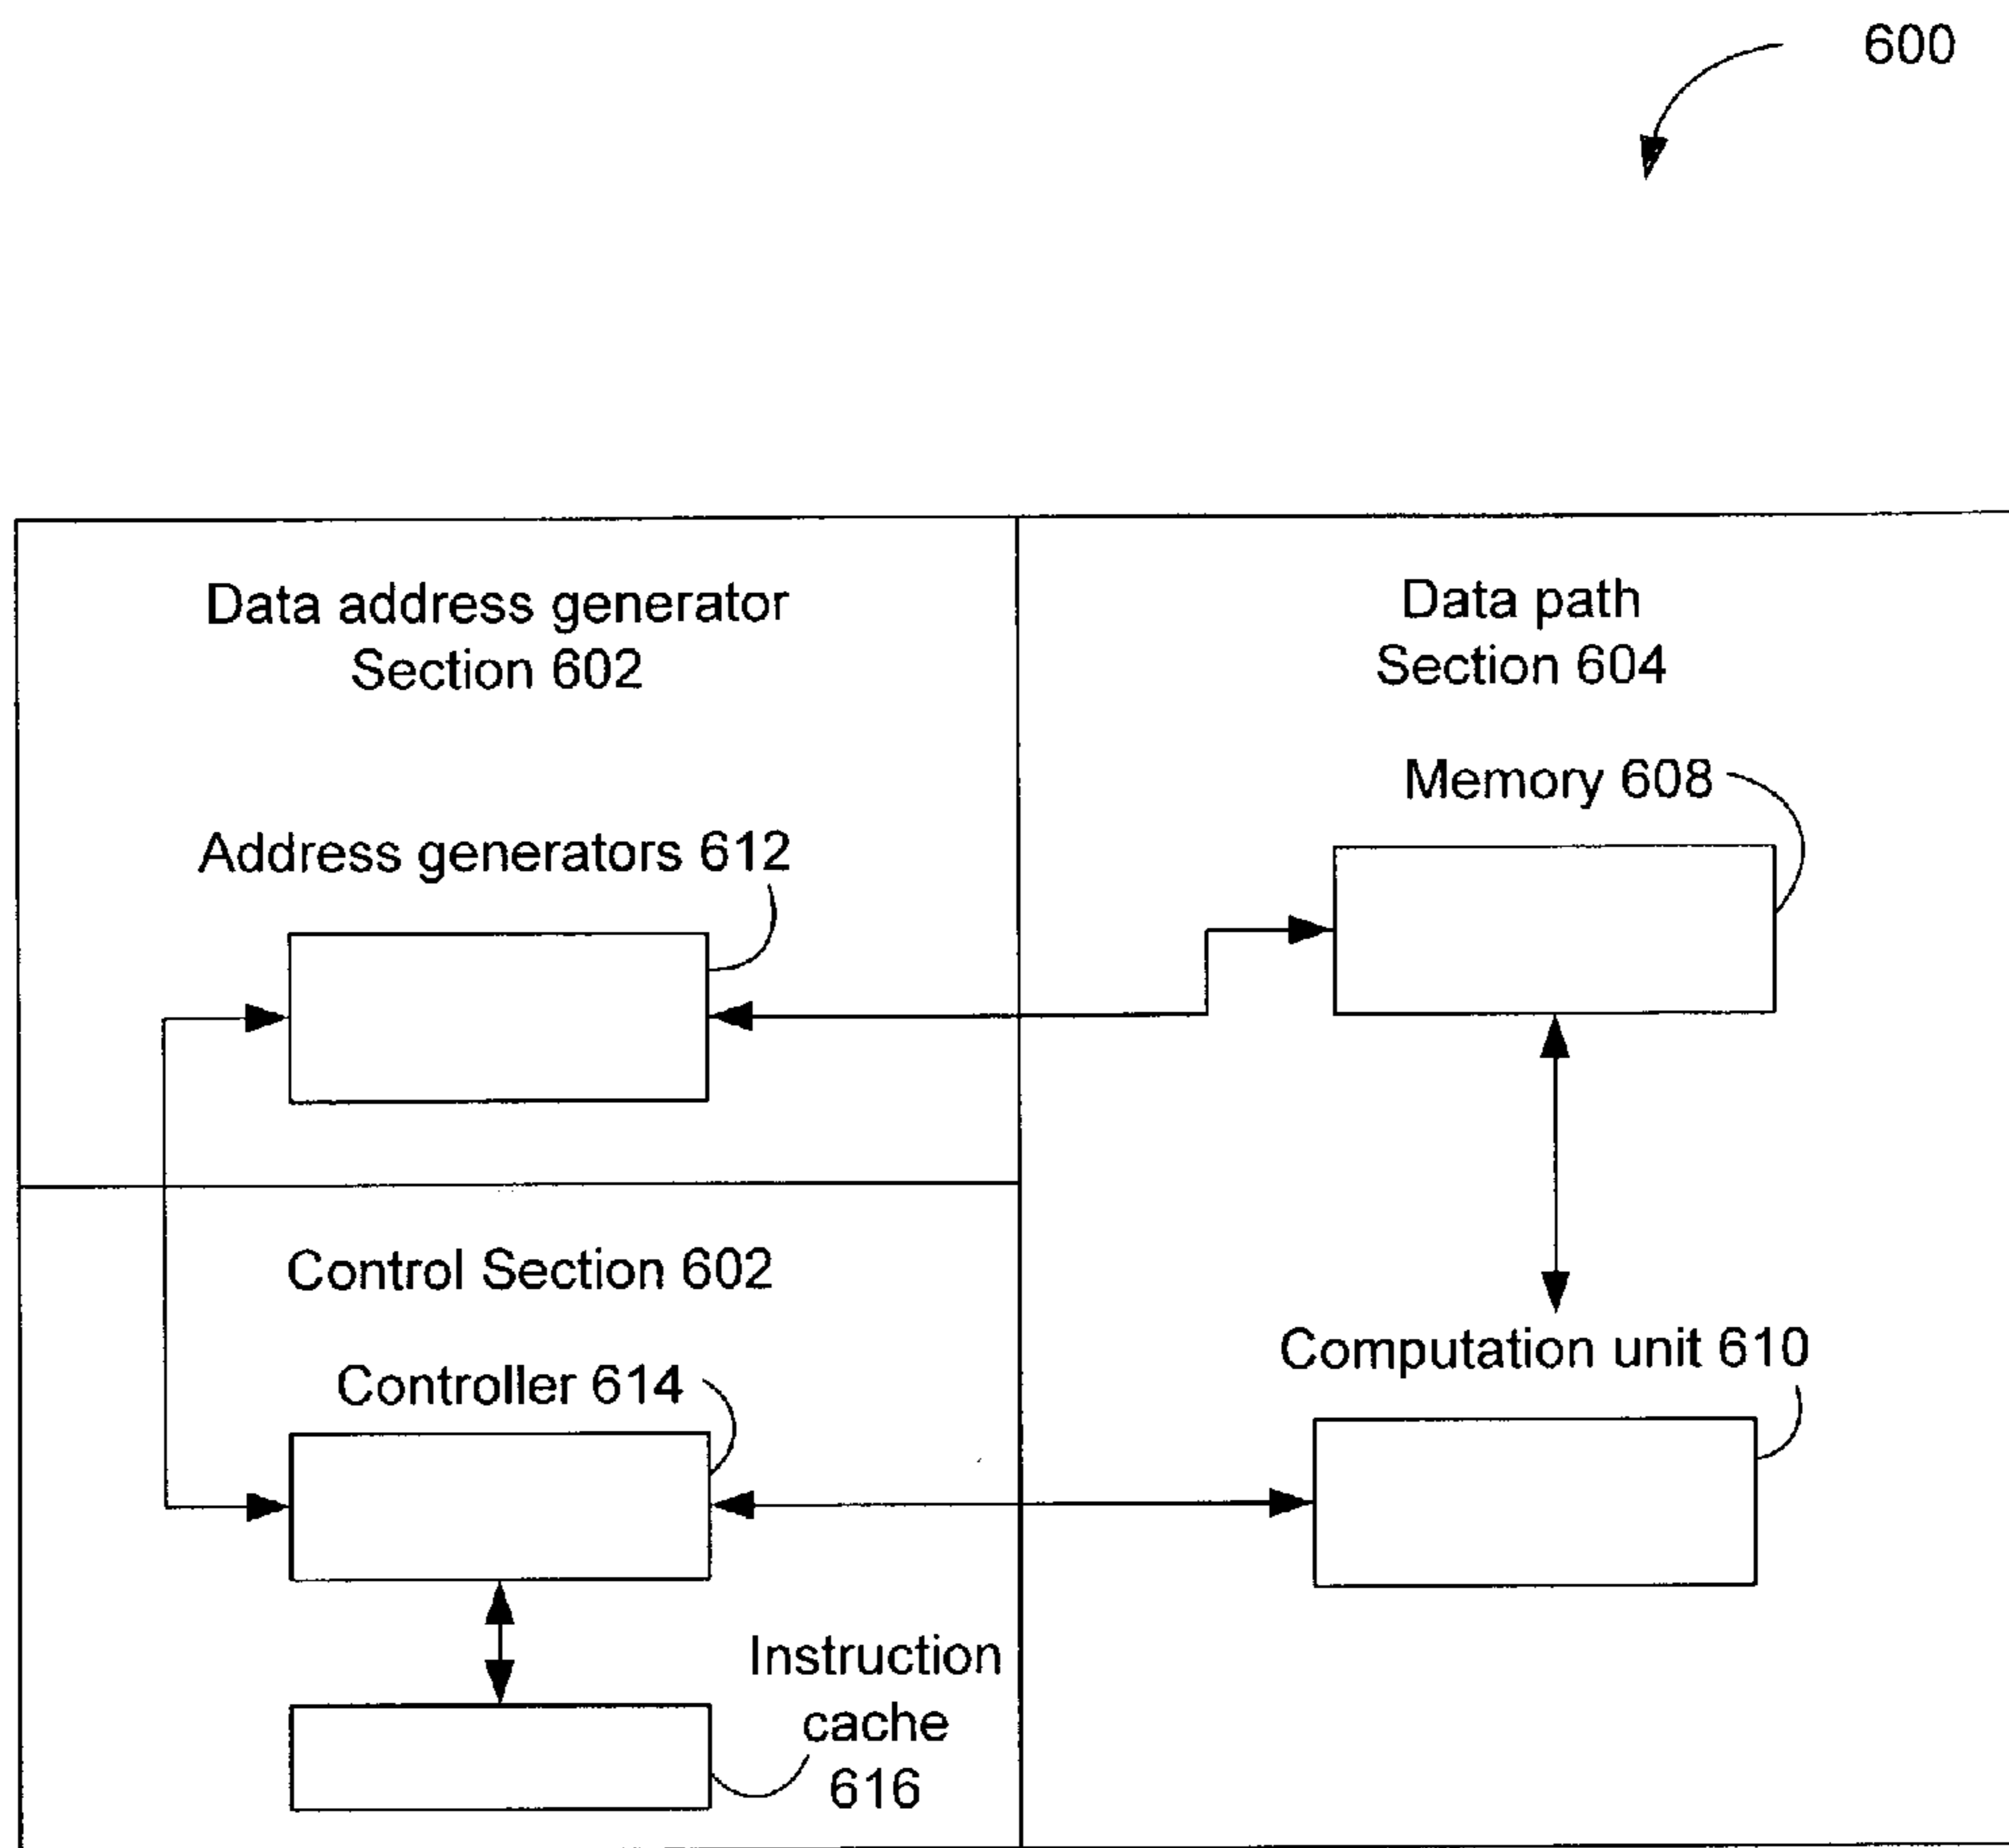 600
Data address generator
Section 602
Data path
Section 604
Memory 608
Address generators 612
Control Section 602
Computation unit 610
Controller 614
Instruction
cache
616